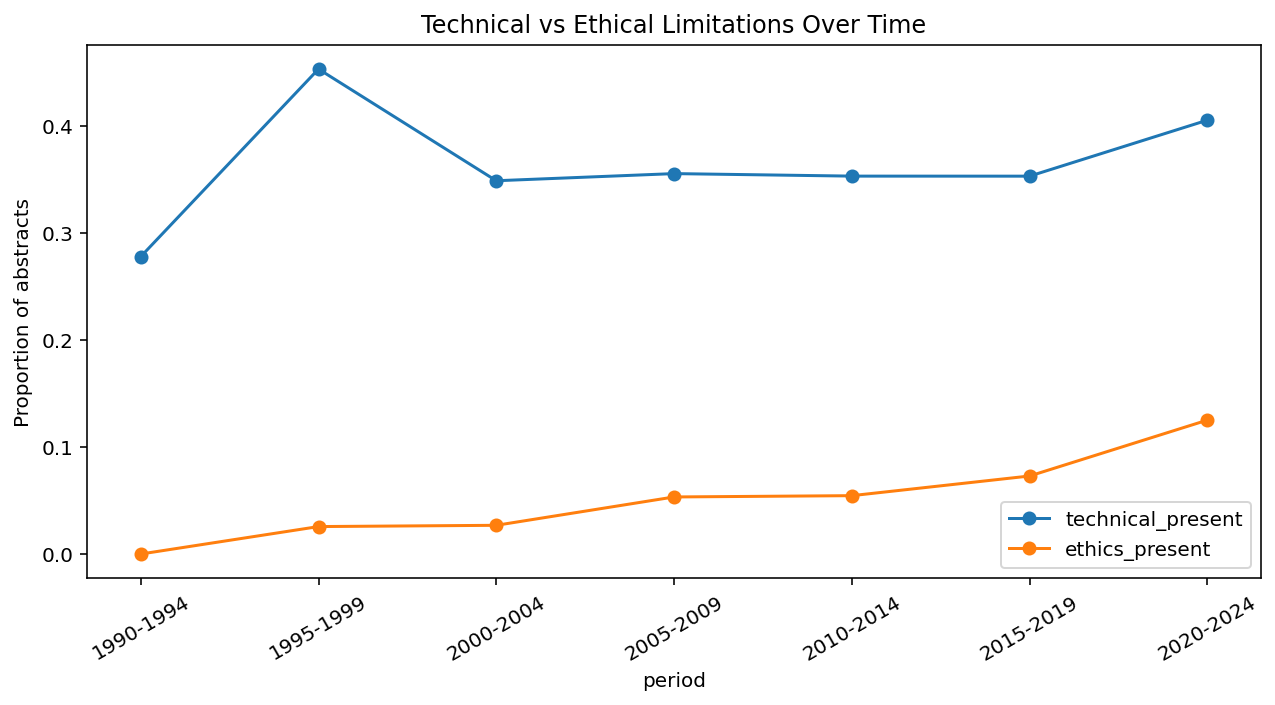 Technical vs Ethical Limitations Over Time
Proportion of abstracts
0.4
0.3
0.2
0.1
0.0
technical_present
ethics_present
1990-1994
1995-1999
2000-2004
2005-2009
2010-2014
2015-2019
2020-2024
period